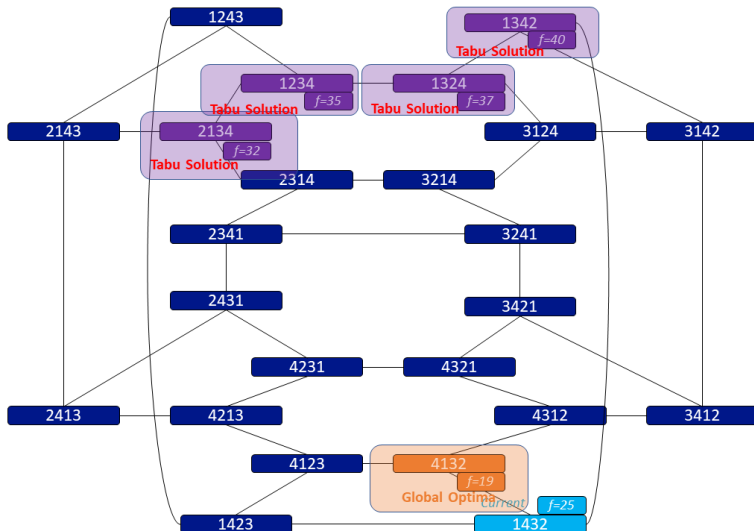 1243
1342
f=40
Tabu Solution
1234
f=35
Tabu Solution
1324
f=37
Tabu Solution
2143
2134
f=32
Tabu Solution
3124
3142
2314
3214
2341
3241
2431
3421
4231
4321
2413
4213
4312
3412
4123
4132
f=19
Global Optima
Current
f=25
1423
1432